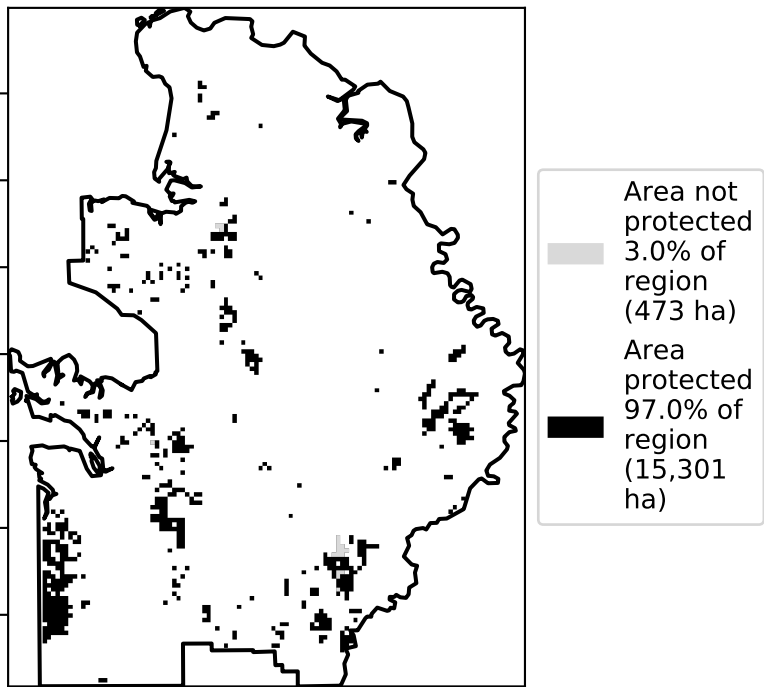 Area not
protected
3.0% of
region
(473 ha)
Area
protected
97.0% of
region
(15,301
ha)